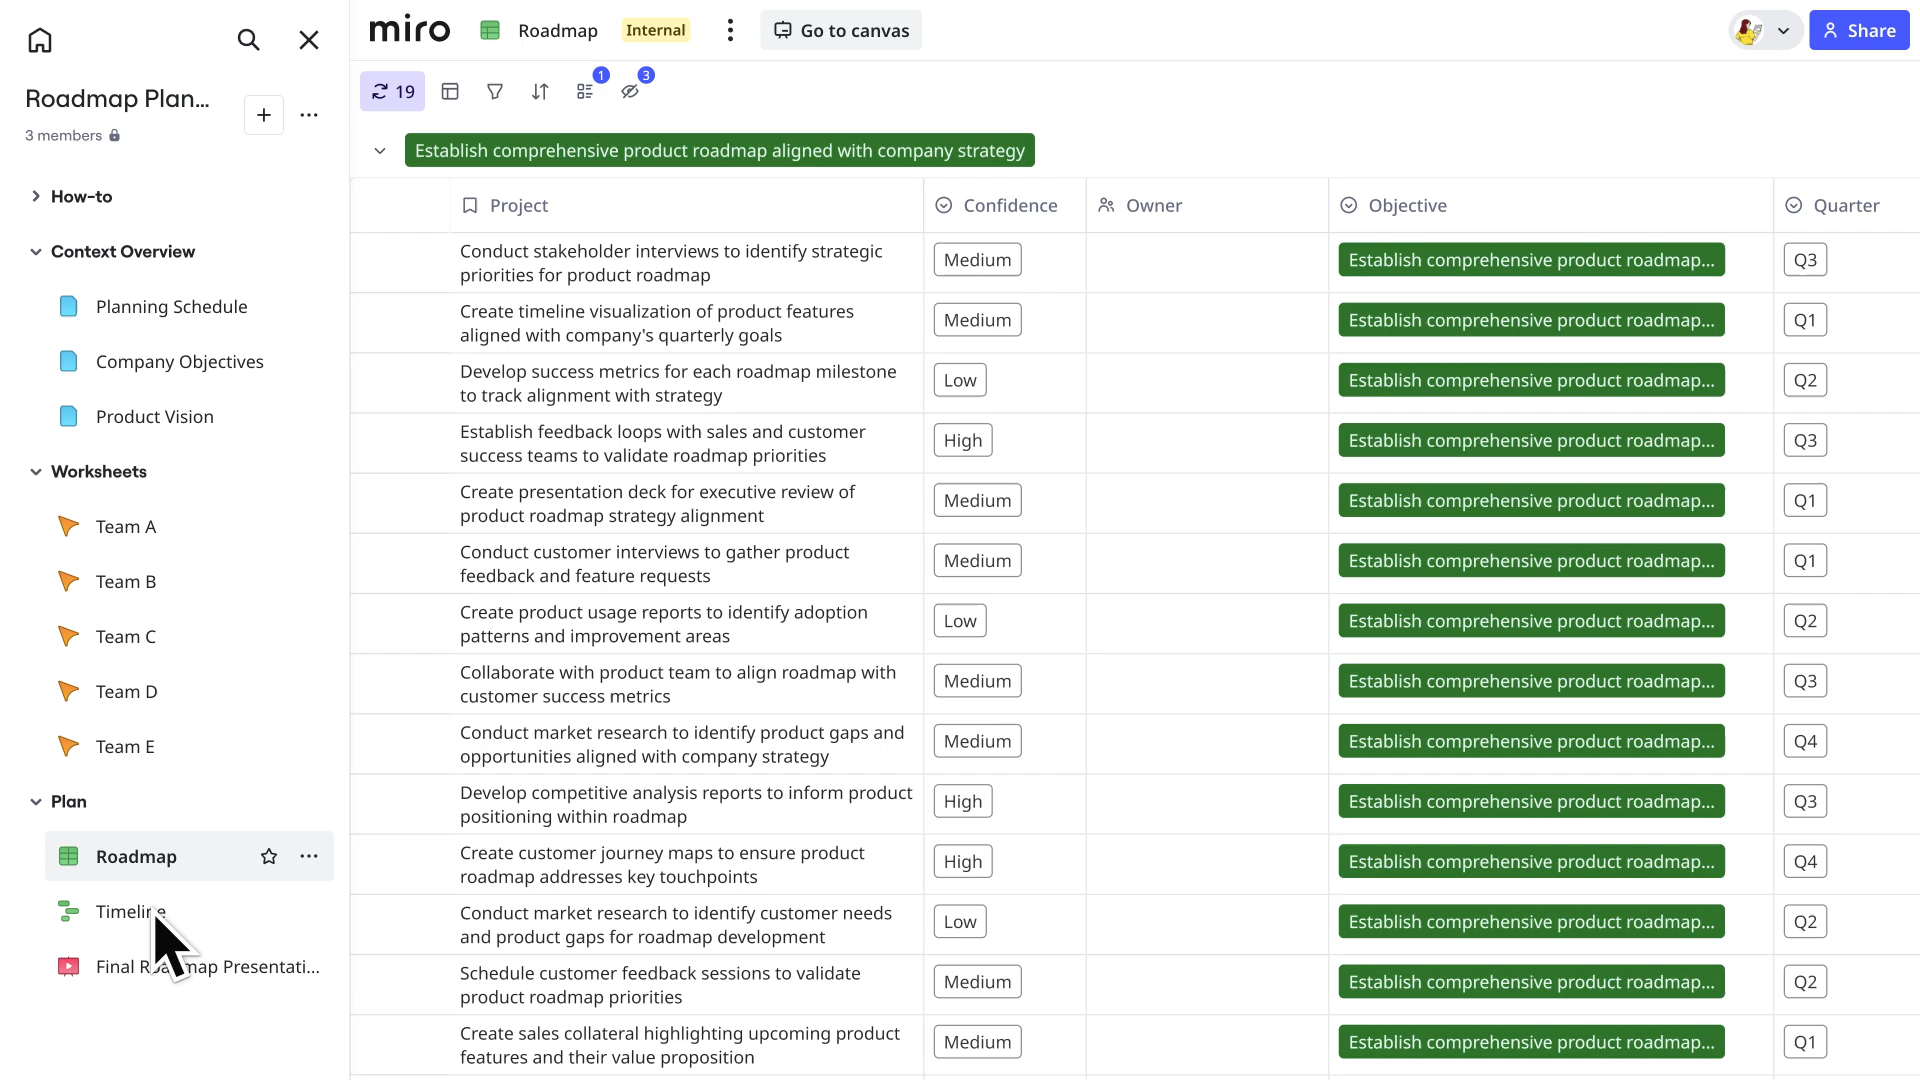 miro
Roadmap
Internal
Go to canvas
Share
Roadmap Plan...
3 members
How-to
Context Overview
Planning Schedule
Company Objectives
Product Vision
Worksheets
Team A
Team B
Team C
Team D
Team E
Plan
Roadmap
Timeline
Final Roadmap Presentati...
19
1
3
Establish comprehensive product roadmap aligned with company strategy
Project
Confidence
Owner
Objective
Quarter
Conduct stakeholder interviews to identify strategic
priorities for product roadmap
Medium
Establish comprehensive product roadmap...
Q3
Create timeline visualization of product features
aligned with company's quarterly goals
Medium
Establish comprehensive product roadmap...
Q1
Develop success metrics for each roadmap milestone
to track alignment with strategy
Low
Establish comprehensive product roadmap...
Q2
Establish feedback loops with sales and customer
success teams to validate roadmap priorities
High
Establish comprehensive product roadmap...
Q3
Create presentation deck for executive review of
product roadmap strategy alignment
Medium
Establish comprehensive product roadmap...
Q1
Conduct customer interviews to gather product
feedback and feature requests
Medium
Establish comprehensive product roadmap...
Q1
Create product usage reports to identify adoption
patterns and improvement areas
Low
Establish comprehensive product roadmap...
Q2
Collaborate with product team to align roadmap with
customer success metrics
Medium
Establish comprehensive product roadmap...
Q3
Conduct market research to identify product gaps and
opportunities aligned with company strategy
Medium
Establish comprehensive product roadmap...
Q4
Develop competitive analysis reports to inform product
positioning within roadmap
High
Establish comprehensive product roadmap...
Q3
Create customer journey maps to ensure product
roadmap addresses key touchpoints
High
Establish comprehensive product roadmap...
Q4
Conduct market research to identify customer needs
and product gaps for roadmap development
Low
Establish comprehensive product roadmap...
Q2
Schedule customer feedback sessions to validate
product roadmap priorities
Medium
Establish comprehensive product roadmap...
Q2
Create sales collateral highlighting upcoming product
features and their value proposition
Medium
Establish comprehensive product roadmap...
Q1